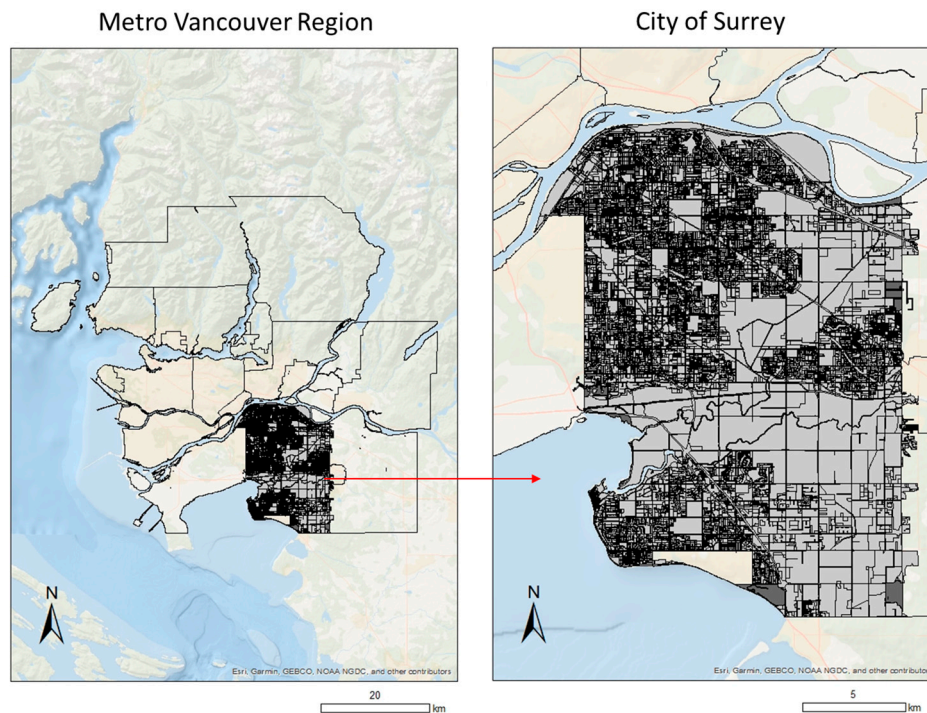 Metro Vancouver Region
City of Surrey
N
Esri, Garmin, GEBCO, NOAA NGDC, and other contributors
20
km
N
Esri, Garmin, GEBCO, NOAA NGDC, and other contributors
5
km